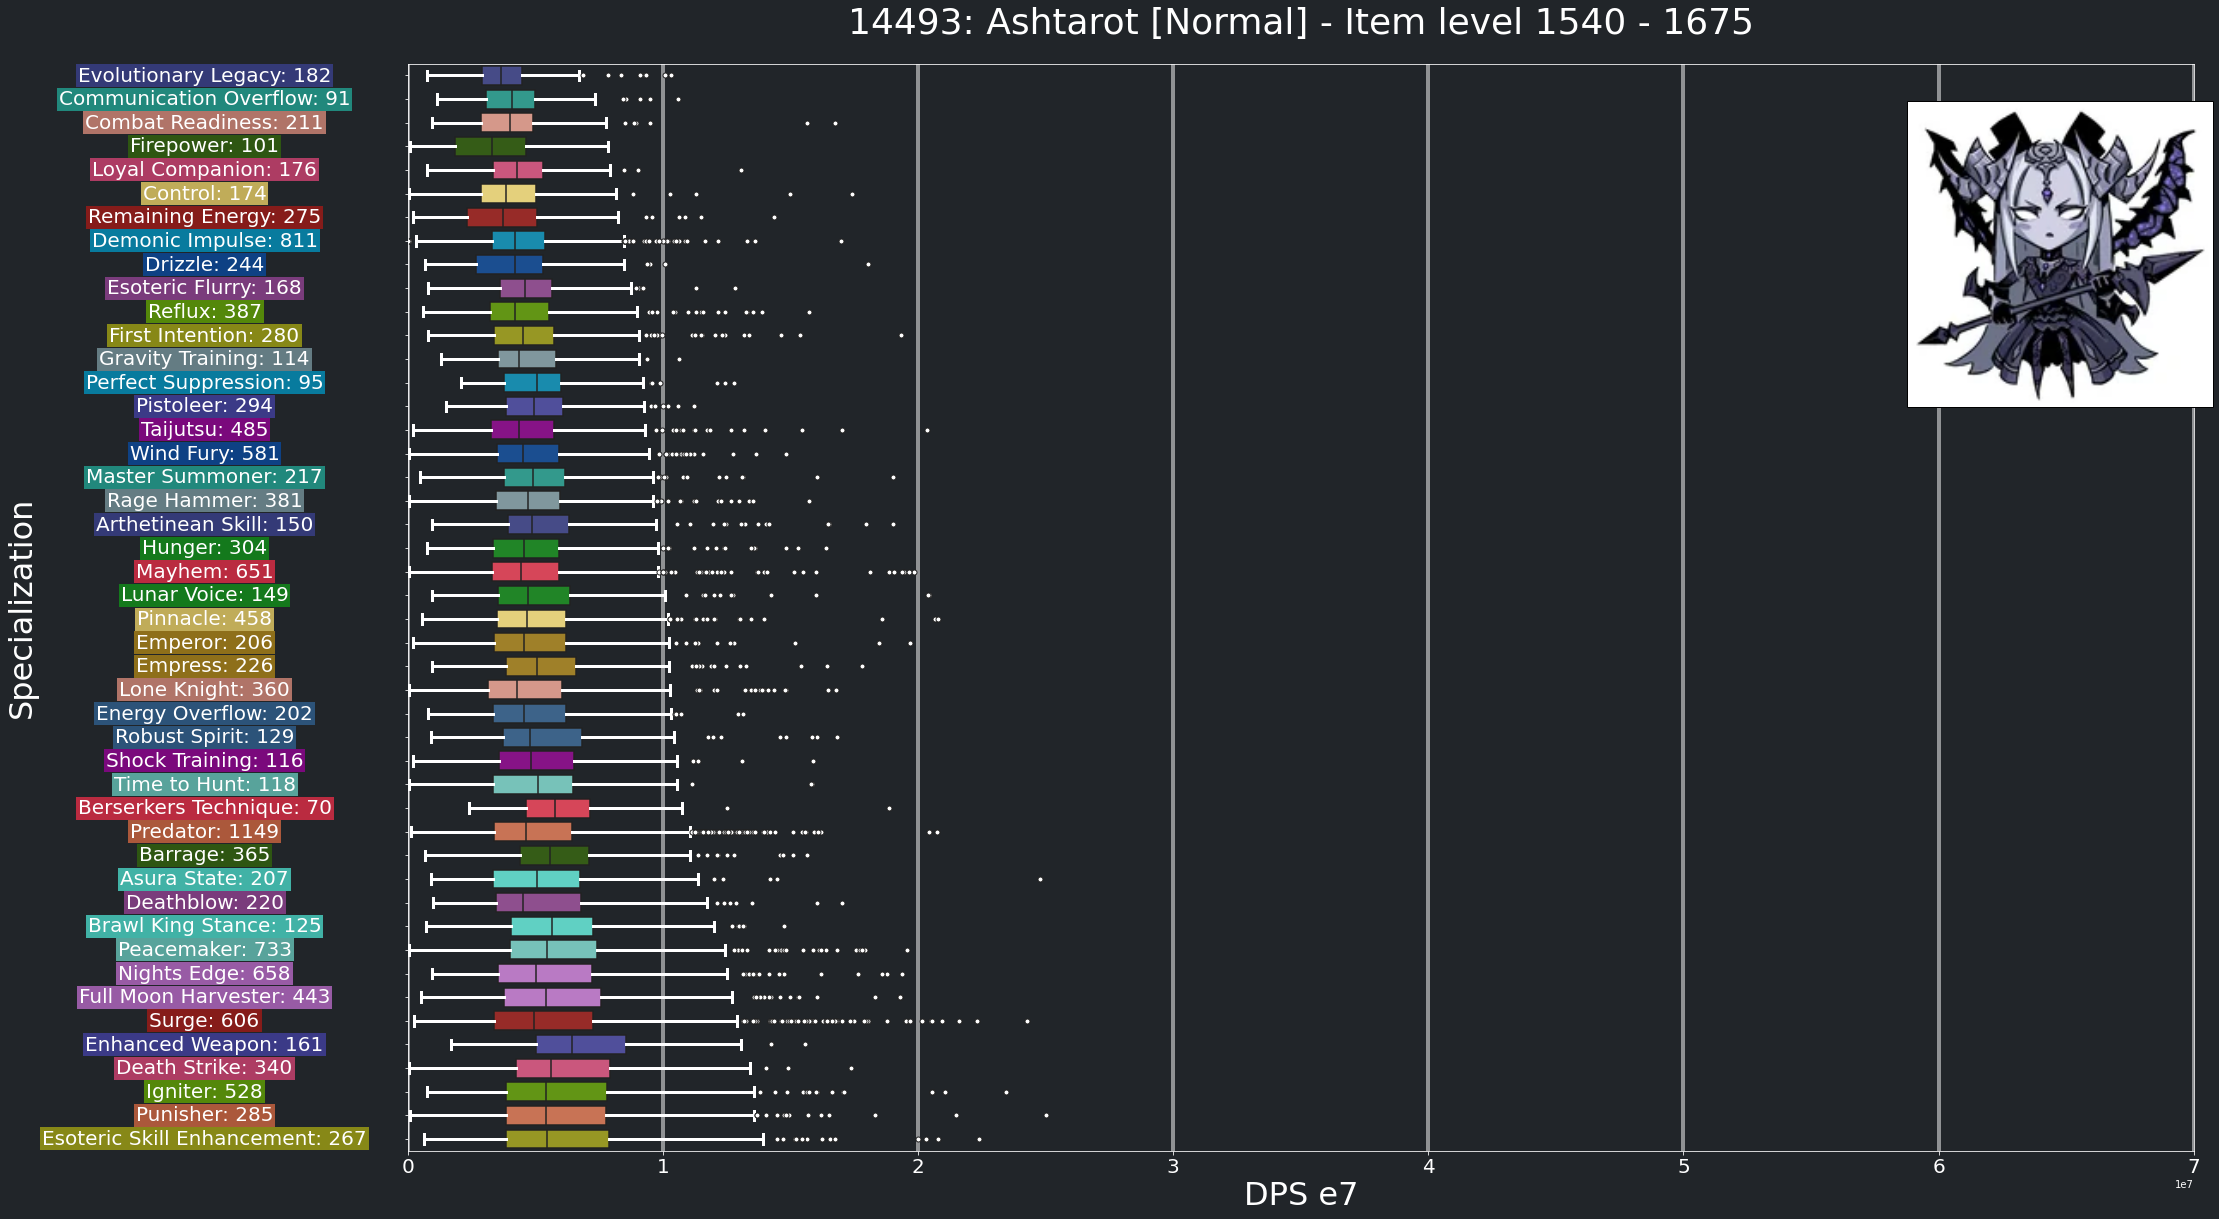 14493: Ashtarot [Normal] - Item level 1540 - 1675
Evolutionary Legacy: 182
Communication Overflow: 91
Combat Readiness: 211
Firepower: 101
Loyal Companion: 176
Control: 174
Remaining Energy: 275
Demonic Impulse: 811
Drizzle: 244
Esoteric Flurry: 168
Reflux: 387
First Intention: 280
Gravity Training: 114
Perfect Suppression: 95
Pistoleer: 294
Taijutsu: 485
Wind Fury: 581
Master Summoner: 217
Rage Hammer: 381
Arthetinean Skill: 150
Hunger: 304
Mayhem: 651
Lunar Voice: 149
Pinnacle: 458
Emperor: 206
Empress: 226
Lone Knight: 360
Energy Overflow: 202
Robust Spirit: 129
Shock Training: 116
Time to Hunt: 118
Berserkers Technique: 70
Predator: 1149
Barrage: 365
Asura State: 207
Deathblow: 220
Brawl King Stance: 125
Peacemaker: 733
Nights Edge: 658
Full Moon Harvester: 443
Surge: 606
Enhanced Weapon: 161
Death Strike: 340
Igniter: 528
Punisher: 285
Esoteric Skill Enhancement: 267
Specialization
0 1 2 3 4 5 6 7
1e7
DPS e7